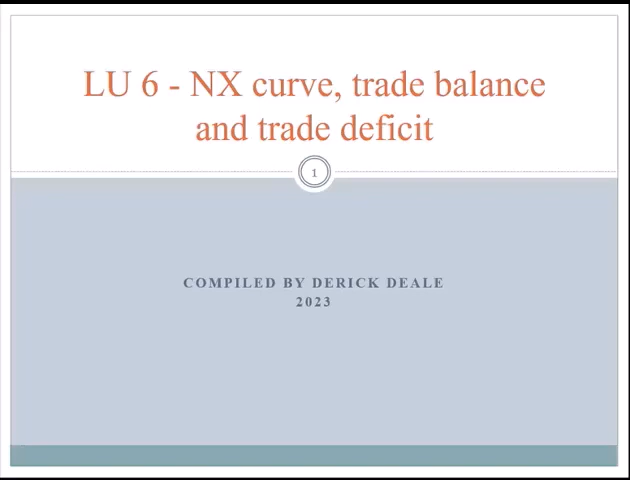 LU 6 - NX curve, trade balance
and trade deficit
1
COMPILED BY DERICK DEALE
2023